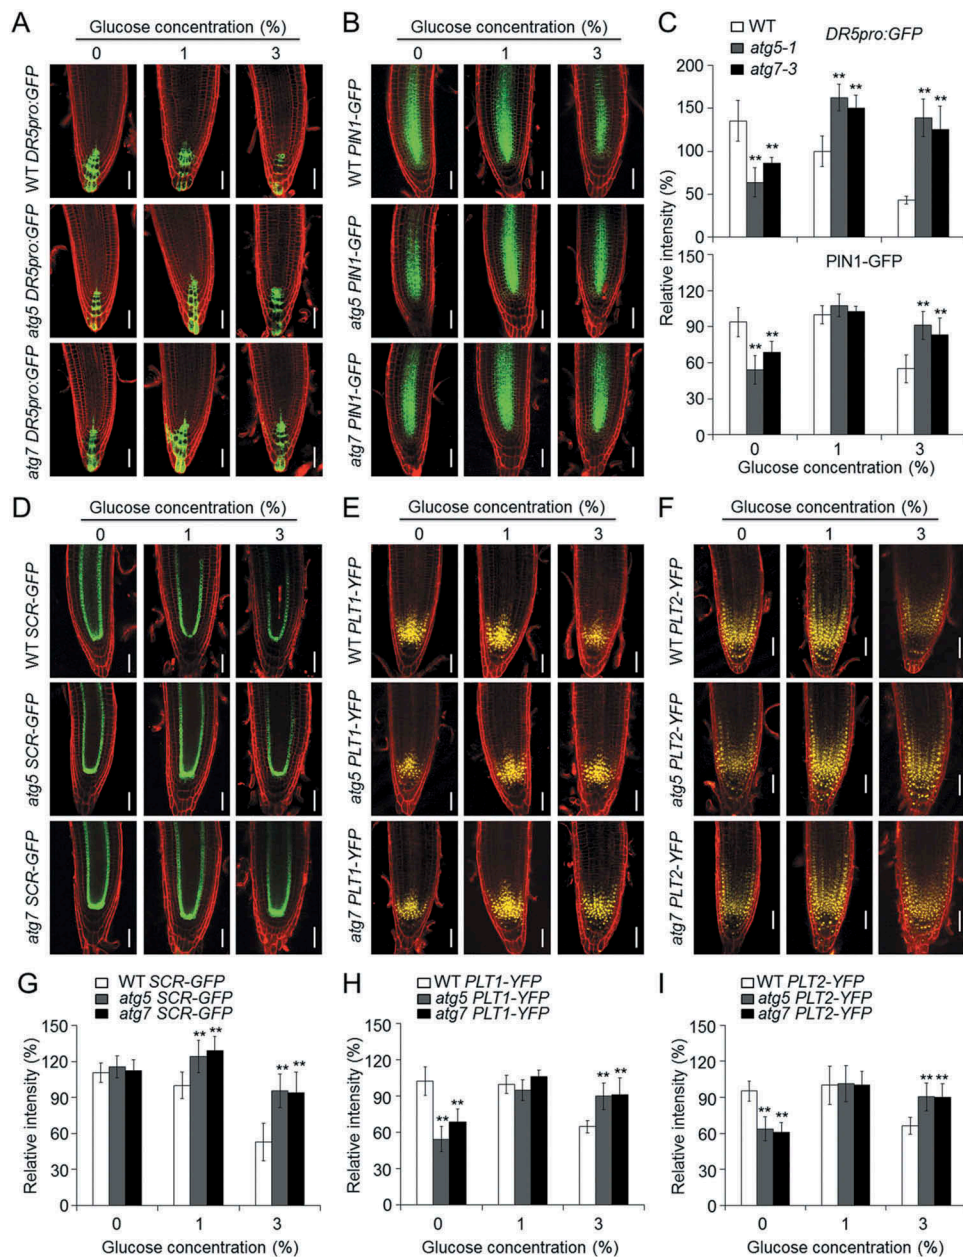 A
Glucose concentration (%)
0 1 3
WT DR5pro:GFP
atg5 DR5pro:GFP
atg7 DR5pro:GFP
B
Glucose concentration (%)
0 1 3
WT PIN1-GFP
atg5 PIN1-GFP
atg7 PIN1-GFP
C
WT
atg5-1
atg7-3
DR5pro:GFP
200
150
100
50
0
** ** ** ** ** **
Relative intensity (%)
PIN1-GFP
150
120
90
60
30
0
** ** ** **
0 1 3
Glucose concentration (%)
D
Glucose concentration (%)
0 1 3
WT SCR-GFP
atg5 SCR-GFP
atg7 SCR-GFP
E
Glucose concentration (%)
0 1 3
WT PLT1-YFP
atg5 PLT1-YFP
atg7 PLT1-YFP
F
Glucose concentration (%)
0 1 3
WT PLT2-YFP
atg5 PLT2-YFP
atg7 PLT2-YFP
G
WT SCR-GFP
atg5 SCR-GFP
atg7 SCR-GFP
Relative intensity (%)
150
120
90
60
30
0
** ** ** **
0 1 3
Glucose concentration (%)
H
WT PLT1-YFP
atg5 PLT1-YFP
atg7 PLT1-YFP
Relative intensity (%)
150
120
90
60
30
0
** ** ** **
0 1 3
Glucose concentration (%)
I
WT PLT2-YFP
atg5 PLT2-YFP
atg7 PLT2-YFP
Relative intensity (%)
150
120
90
60
30
0
** ** ** **
0 1 3
Glucose concentration (%)